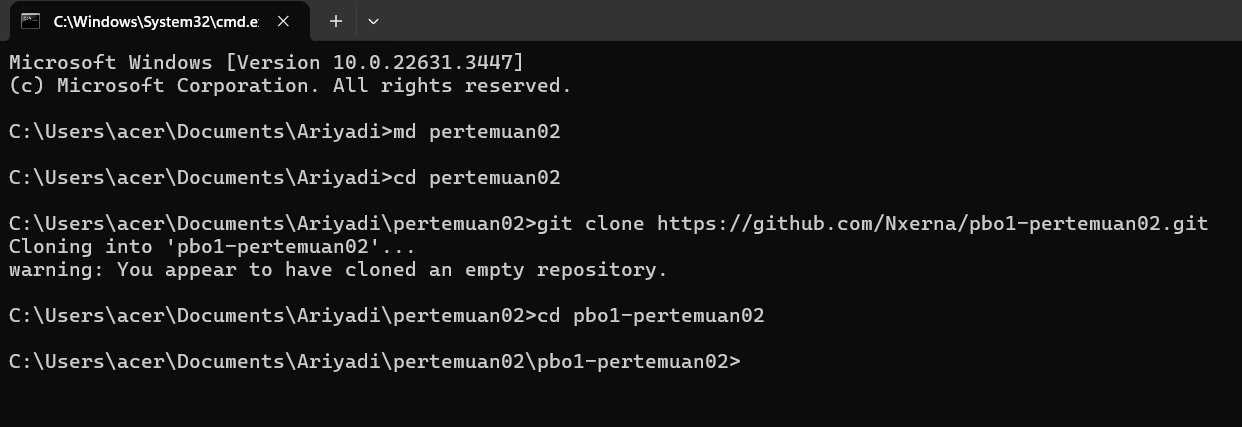 C:\Windows\System32\cmd.e
Microsoft Windows [Version 10.0.22631.3447]
(c) Microsoft Corporation. All rights reserved.
C:\Users\acer\Documents\Ariyadi>md pertemuan02
C:\Users\acer\Documents\Ariyadi>cd pertemuan02
C:\Users\acer\Documents\Ariyadi\pertemuan02>git clone https://github.com/Nxerna/pbo1-pertemuan02.git
Cloning into 'pbo1-pertemuan02'...
warning: You appear to have cloned an empty repository.
C:\Users\acer\Documents\Ariyadi\pertemuan02>cd pbo1-pertemuan02
C:\Users\acer\Documents\Ariyadi\pertemuan02\pbo1-pertemuan02>